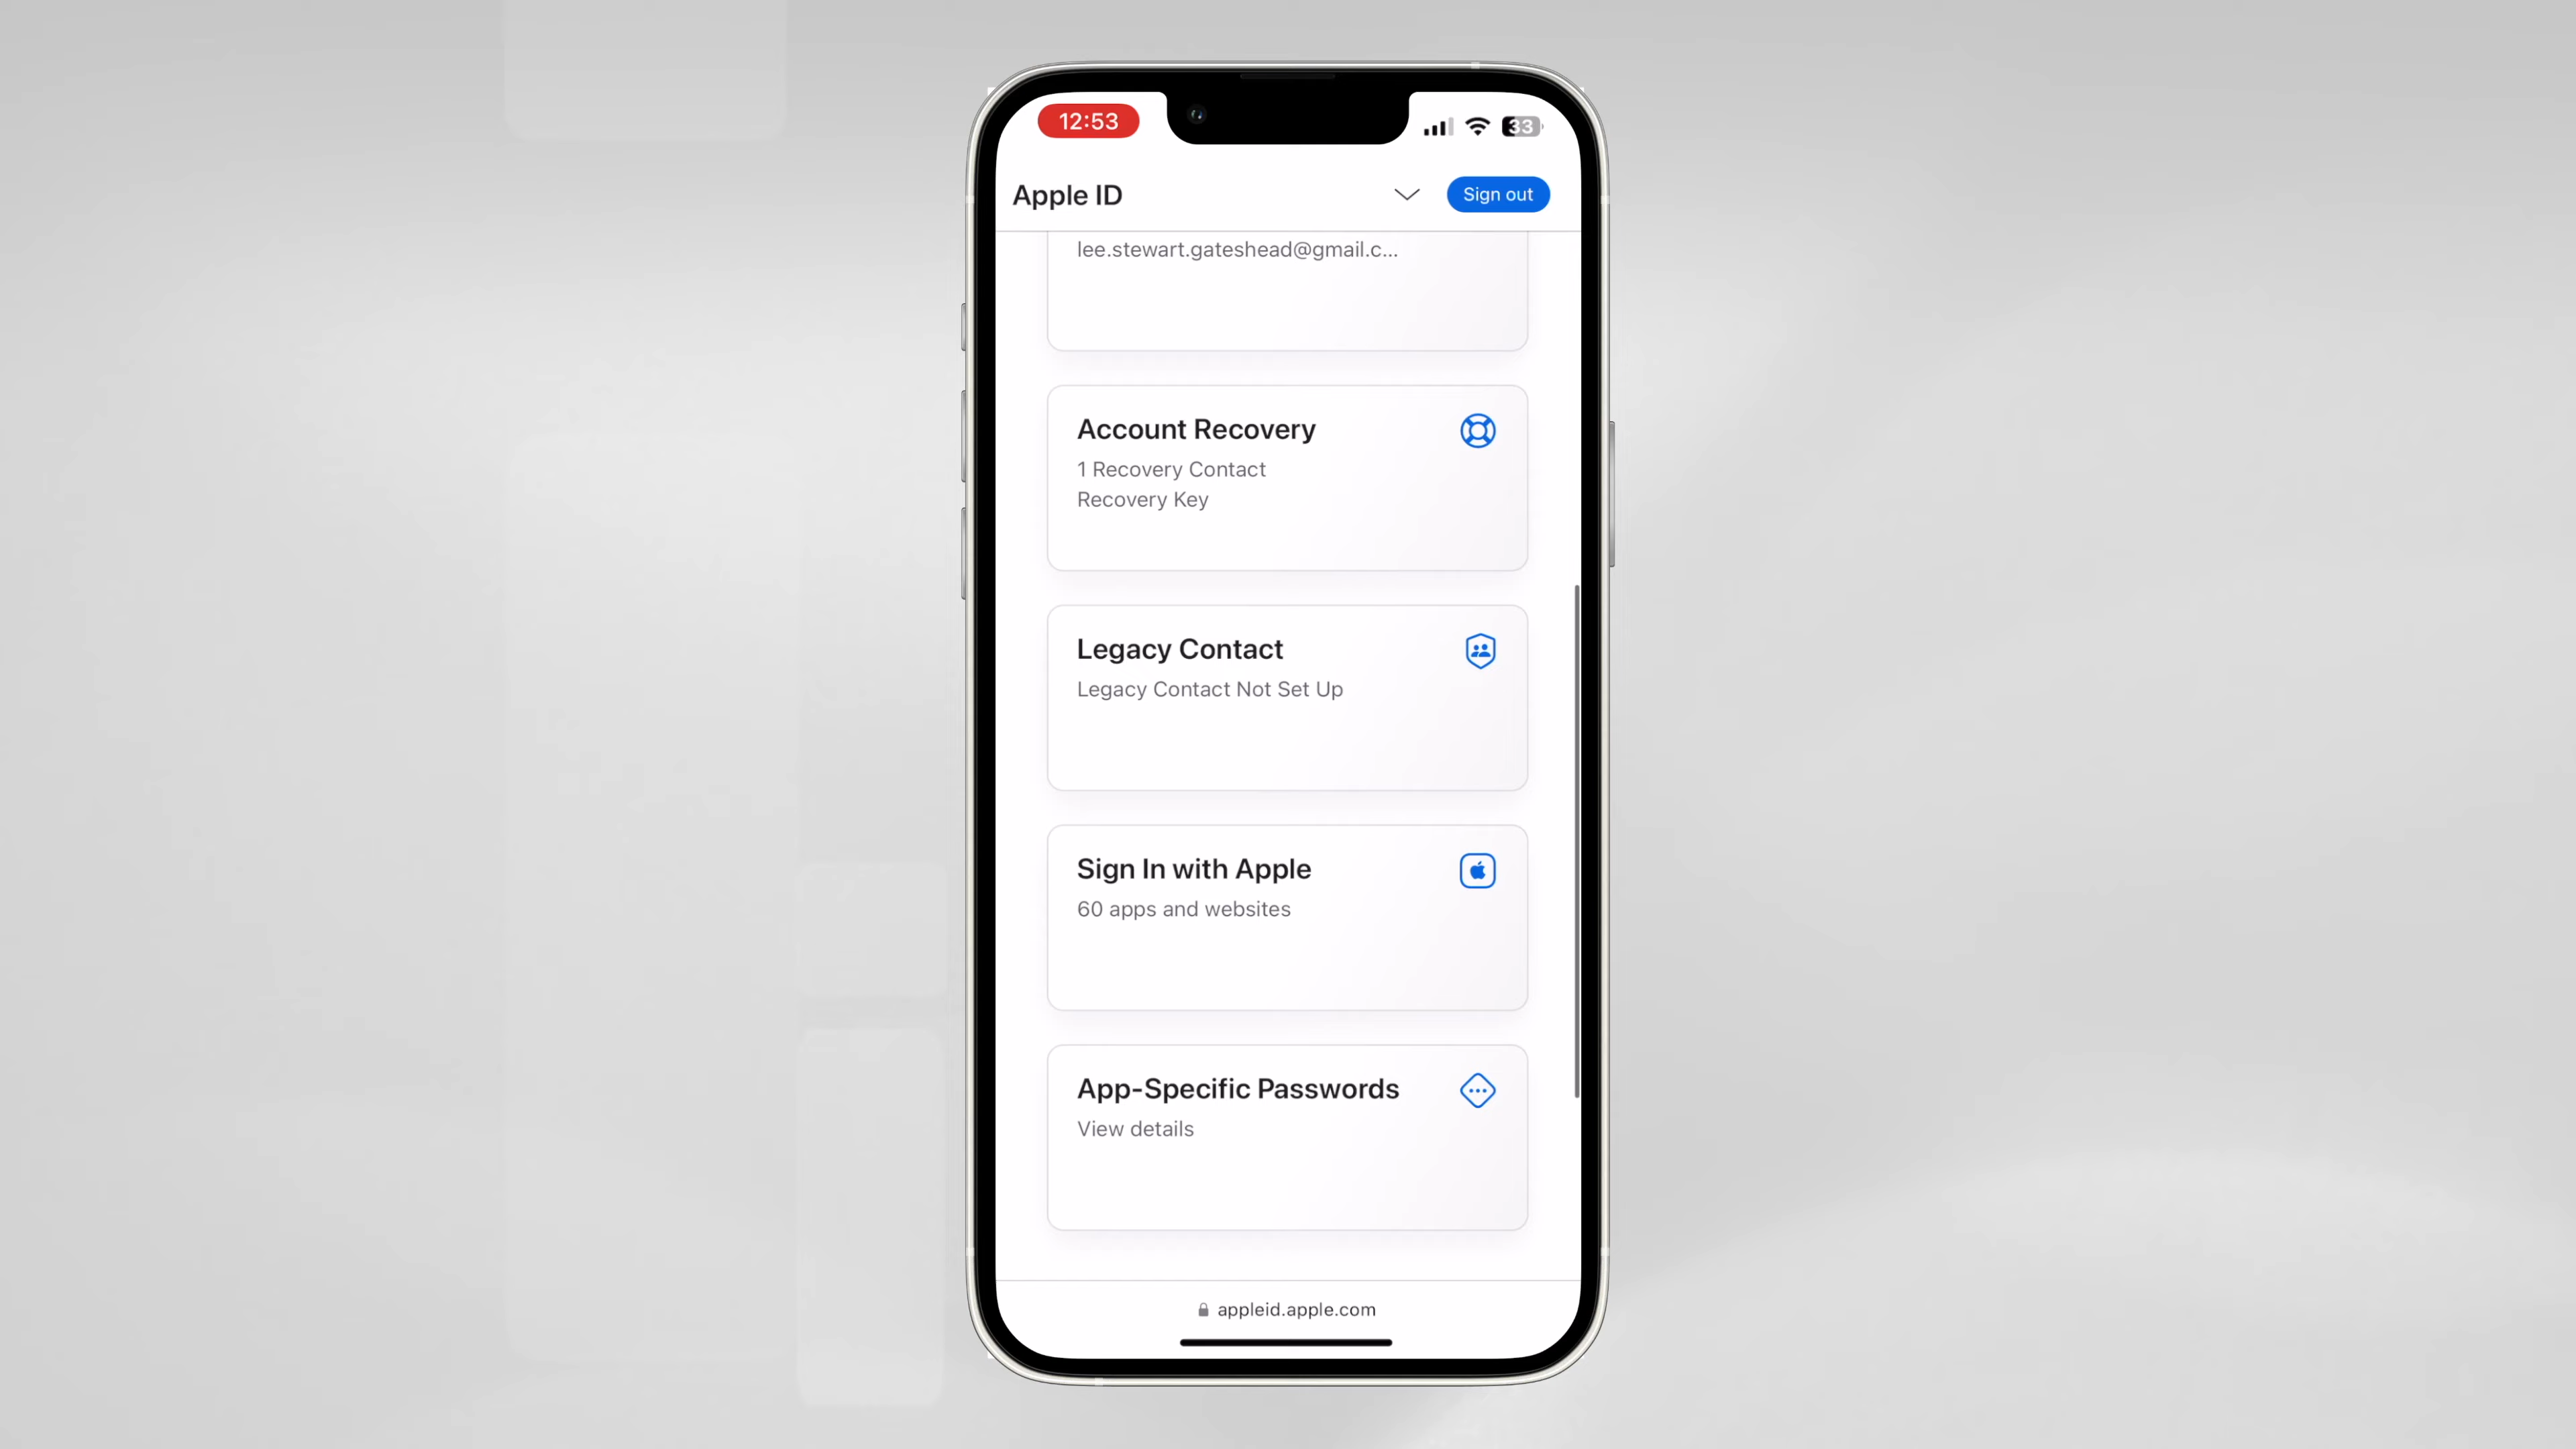 12:53
33
Apple ID
Sign out
lee.stewart.gateshead@gmail.c...
Account Recovery
1 Recovery Contact
Recovery Key
Legacy Contact
Legacy Contact Not Set Up
Sign In with Apple
60 apps and websites
App-Specific Passwords
View details
appleid.apple.com